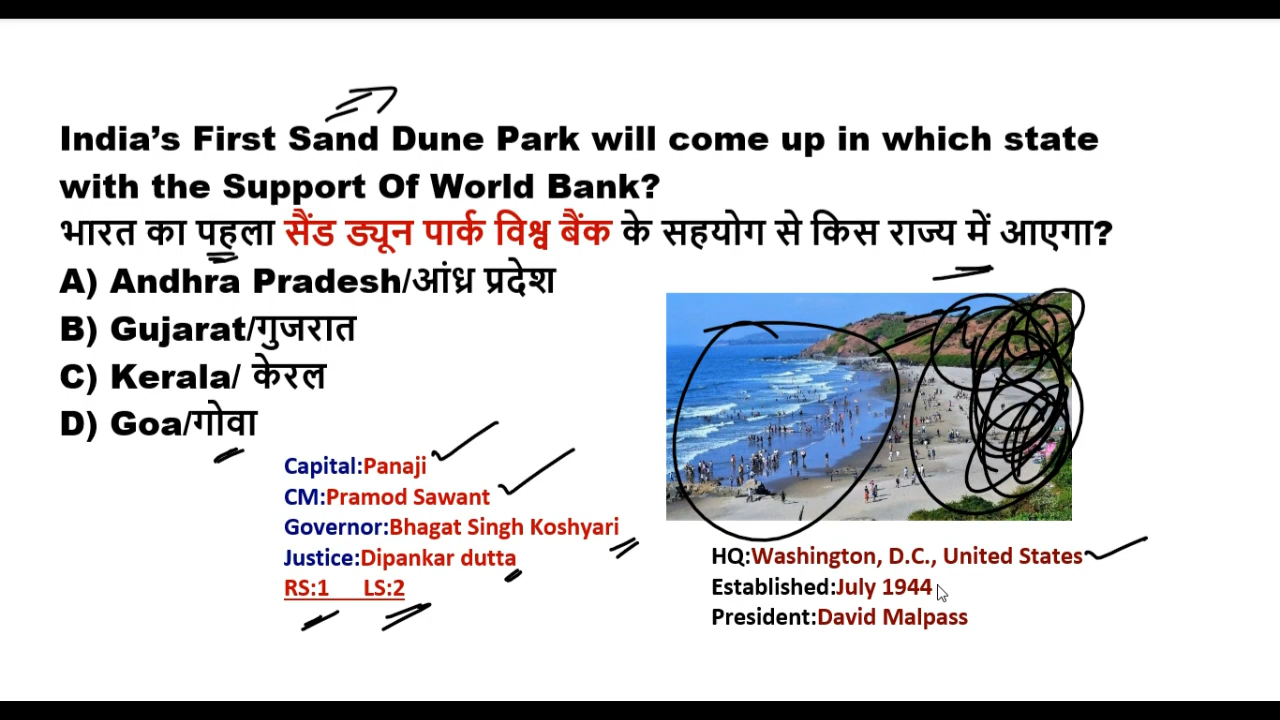 India’s First Sand Dune Park will come up in which state
with the Support Of World Bank?
भारत का पहला सैंड ड्यून पार्क विश्व बैंक के सहयोग से किस राज्य में आएगा?
A) Andhra Pradesh/आंध्र प्रदेश
B) Gujarat/गुजरात
C) Kerala/ केरल
D) Goa/गोवा
Capital:Panaji
CM:Pramod Sawant
Governor:Bhagat Singh Koshyari
Justice:Dipankar dutta
RS:1 LS:2
HQ:Washington, D.C., United States
Established:July 1944
President:David Malpass